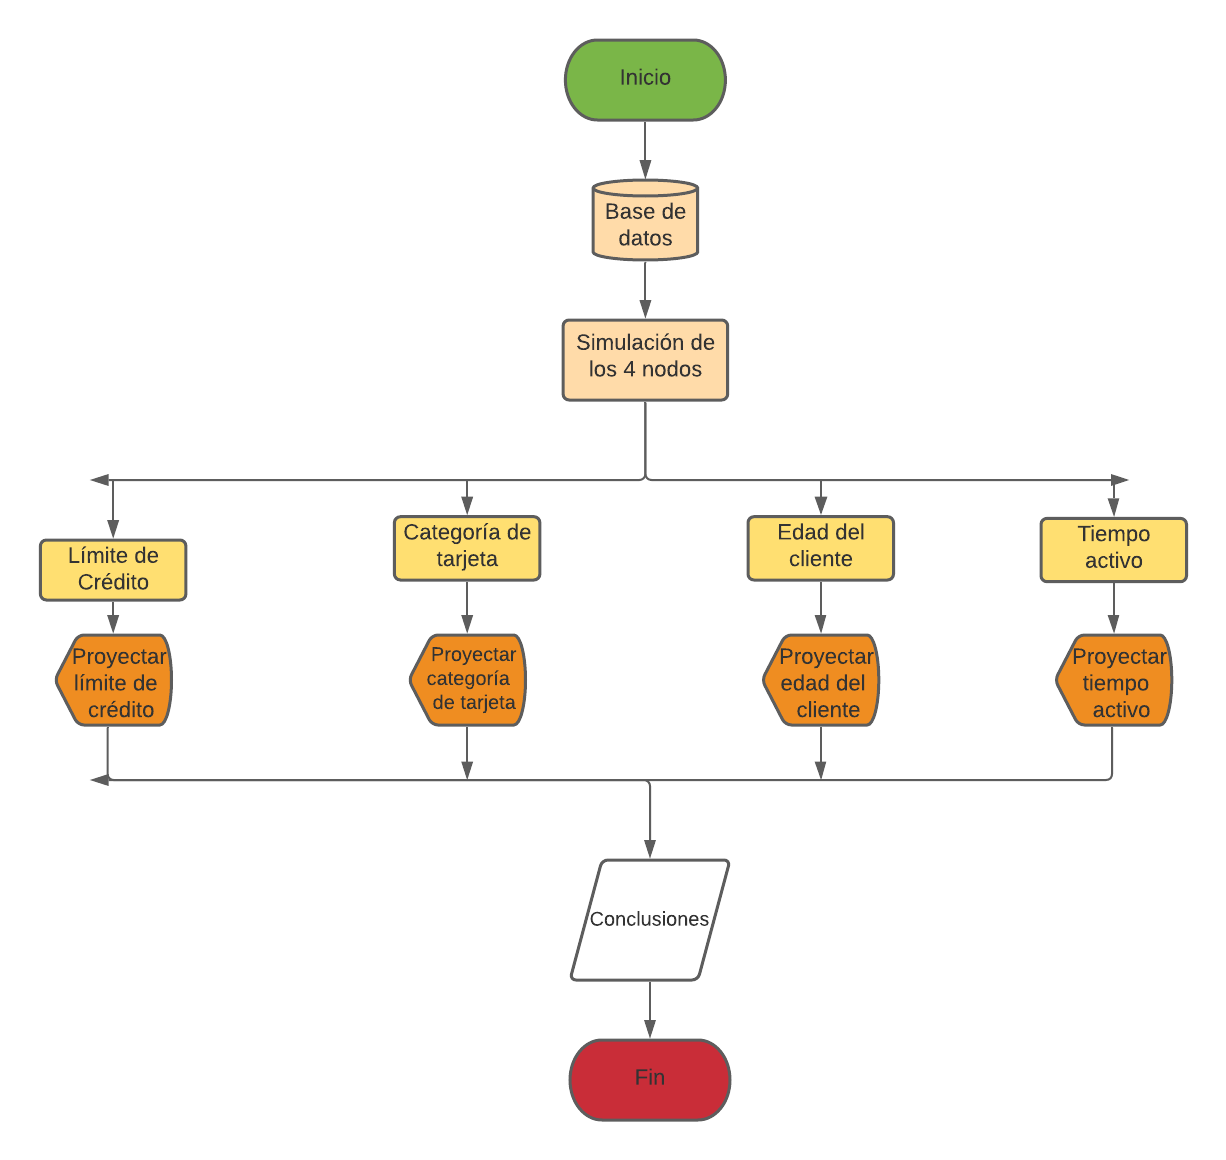 Inicio
Base de
datos
Simulación de
los 4 nodos
Límite de
Crédito
Categoría de
tarjeta
Edad del
cliente
Tiempo
activo
Proyectar
límite de
crédito
Proyectar
categoría
de tarjeta
Proyectar
edad del
cliente
Proyectar
tiempo
activo
Conclusiones
Fin